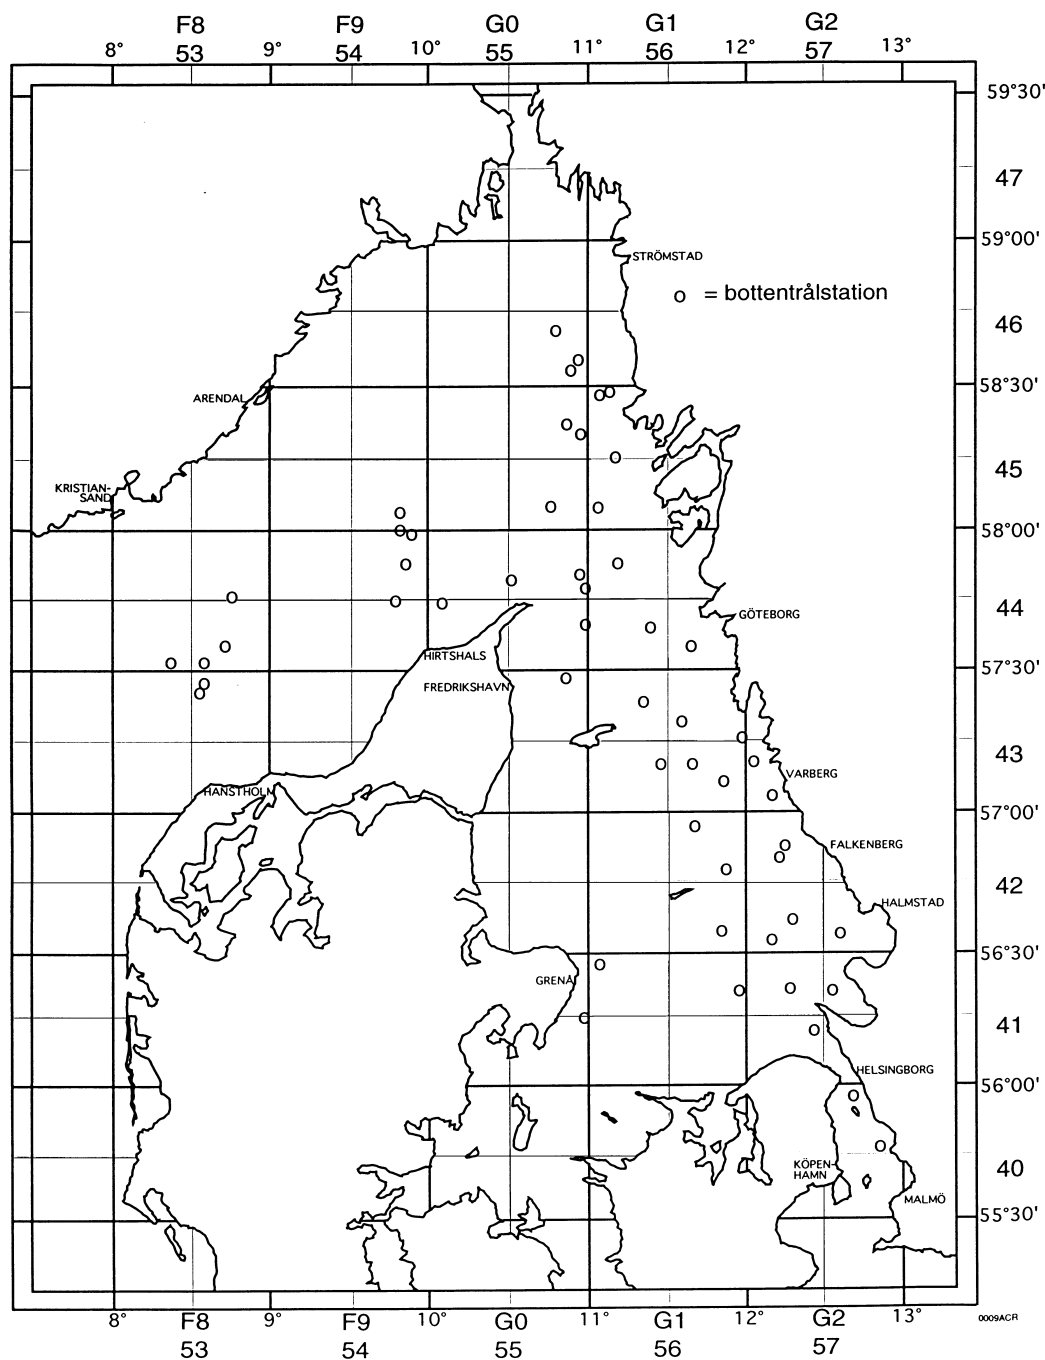 F8 F9 G0 G1 G2
8° 53 9° 54 10° 55 11° 56 12° 57 13°
59°30'
47
59°00'
STRÖMSTAD
o = bottentrålstation
46
58°30'
ARENDAL
45
KRISTIAN-
SAND
58°00'
44
GÖTEBORG
HIRTSHALS
57°30'
FREDRIKSHAVN
43
VARBERG
HANSTHOLM
57°00'
FALKENBERG
42
HALMSTAD
56°30'
GRENÅ
41
HELSINGBORG
56°00'
KÖPEN-
HAMN
40
MALMÖ
55°30'
8° F8 9° F9 10° G0 11° G1 12° G2 13° 0009ACR
53 54 55 56 57